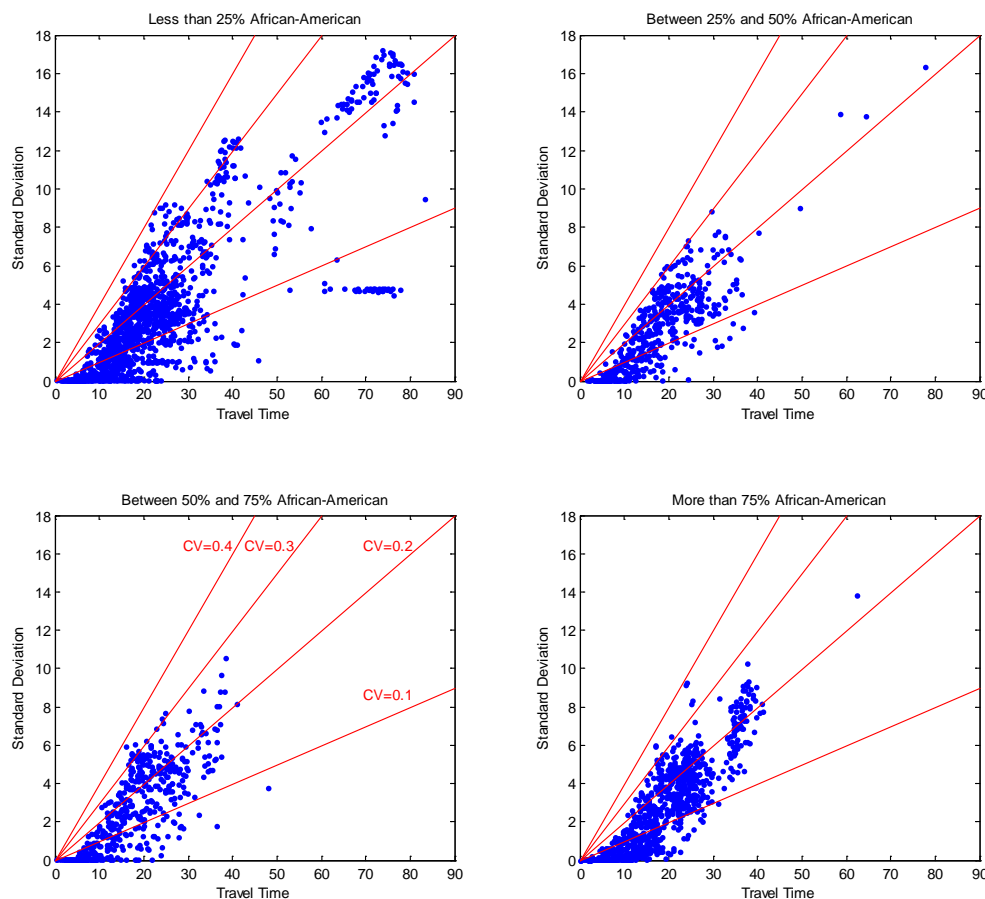 Less than 25% African-American
Standard Deviation
18
16
14
12
10
8
6
4
2
0
0 10 20 30 40 50 60 70 80 90
Travel Time
Between 25% and 50% African-American
Standard Deviation
18
16
14
12
10
8
6
4
2
0
0 10 20 30 40 50 60 70 80 90
Travel Time
Between 50% and 75% African-American
Standard Deviation
18
16
14
12
10
8
6
4
2
0
CV=0.4 CV=0.3 CV=0.2
CV=0.1
0 10 20 30 40 50 60 70 80 90
Travel Time
More than 75% African-American
Standard Deviation
18
16
14
12
10
8
6
4
2
0
0 10 20 30 40 50 60 70 80 90
Travel Time